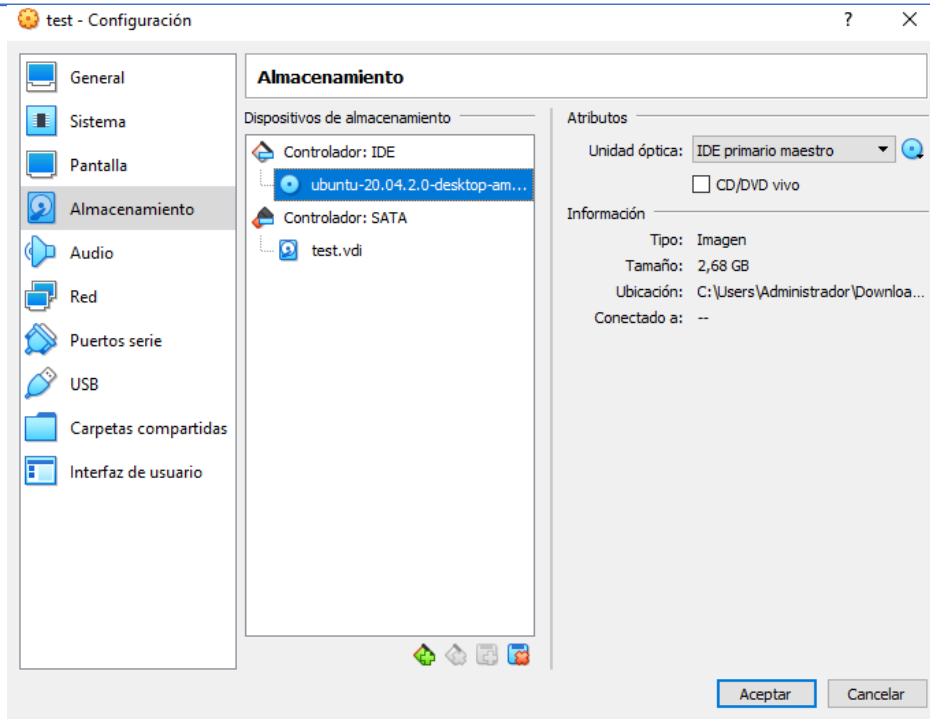 test - Configuración
?
General
Sistema
Pantalla
Almacenamiento
Audio
Red
Puertos serie
USB
Carpetas compartidas
Interfaz de usuario
Almacenamiento
Dispositivos de almacenamiento
Controlador: IDE
ubuntu-20.04.2.0-desktop-am...
Controlador: SATA
test.vdi
Atributos
Unidad óptica: IDE primario maestro
CD/DVD vivo
Información
Tipo: Imagen
Tamaño: 2,68 GB
Ubicación: C:\Users\Administrador\Downloa...
Conectado a: --
Aceptar
Cancelar